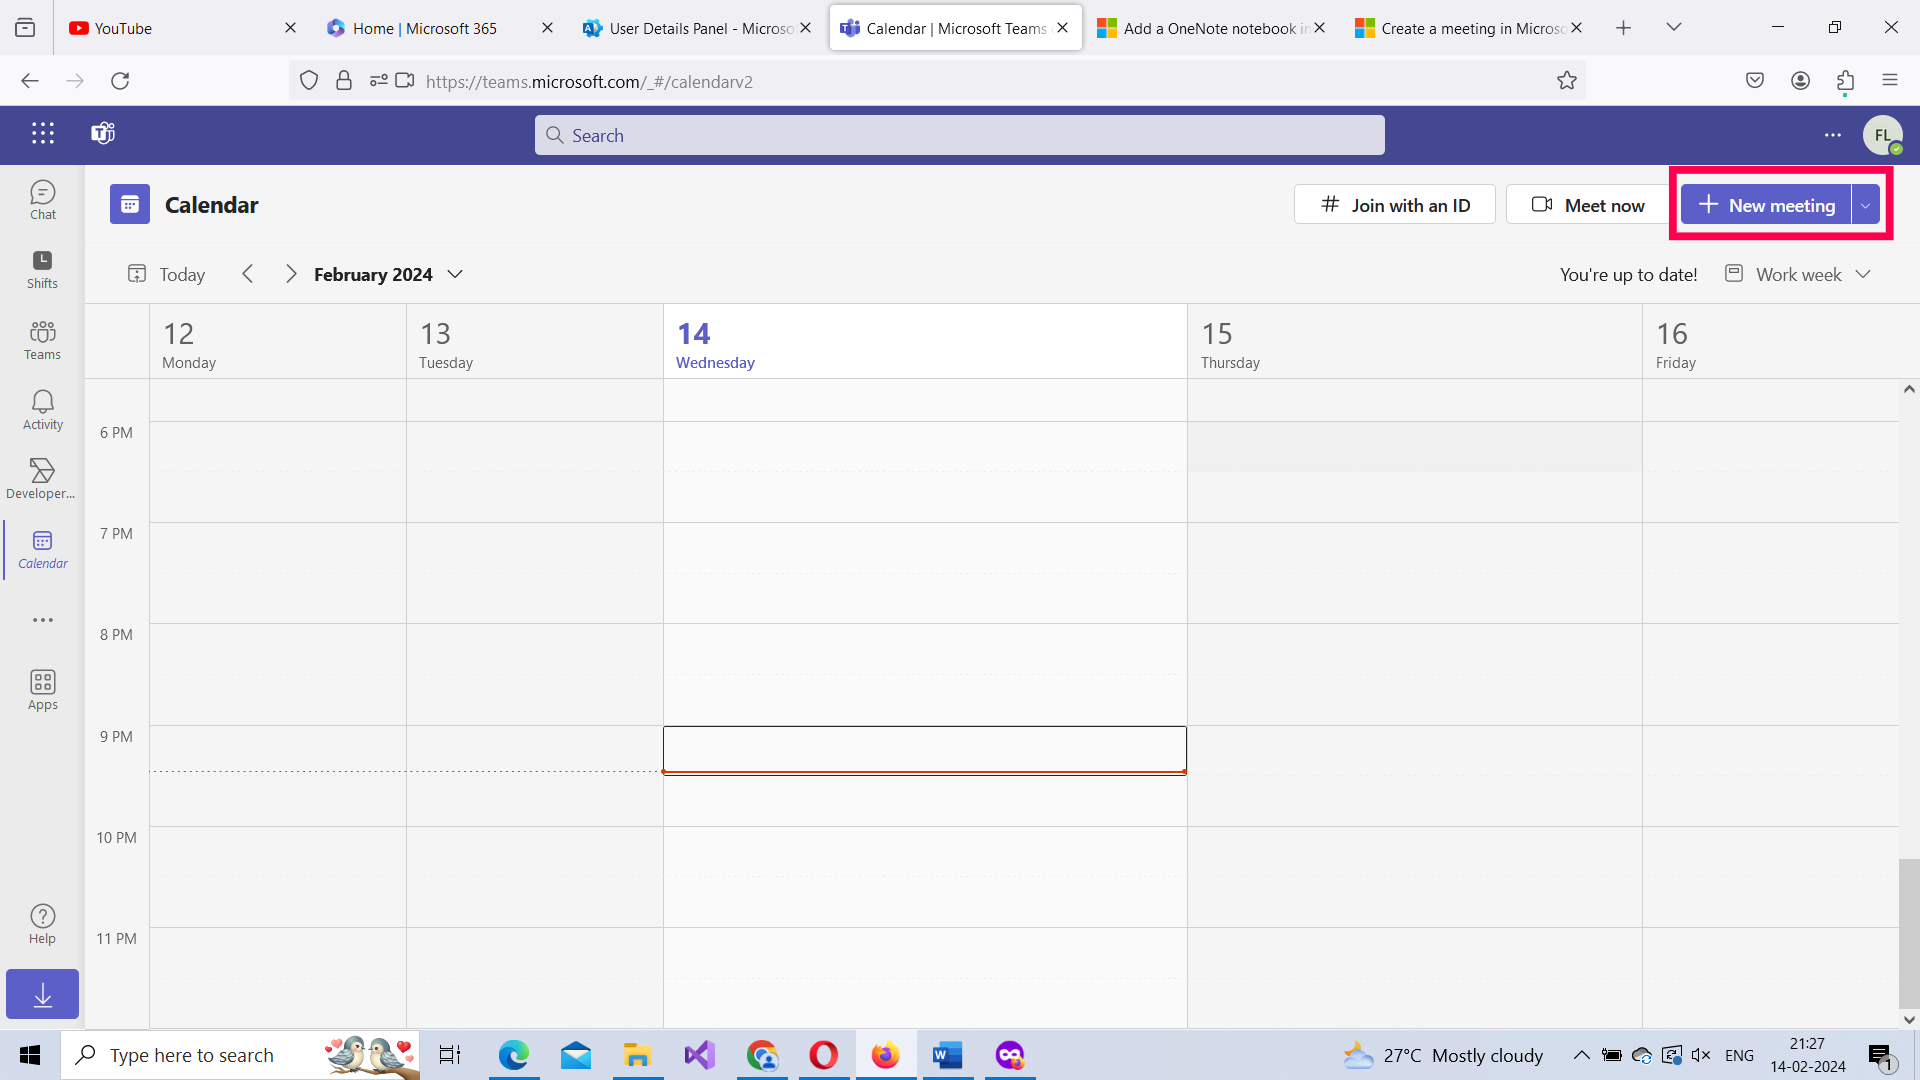 YouTube
Home | Microsoft 365
User Details Panel - Microso
Calendar | Microsoft Teams
Add a OneNote notebook in
Create a meeting in Microso
https://teams.microsoft.com/_#/calendarv2
Search
FL
Chat
Shifts
Teams
Activity
Developer...
Calendar
Apps
Help
Calendar
# Join with an ID
Meet now
New meeting
Today
February 2024
You're up to date!
Work week
12
Monday
13
Tuesday
14
Wednesday
15
Thursday
16
Friday
6 PM
7 PM
8 PM
9 PM
10 PM
11 PM
Type here to search
27°C Mostly cloudy
ENG
21:27
14-02-2024
1